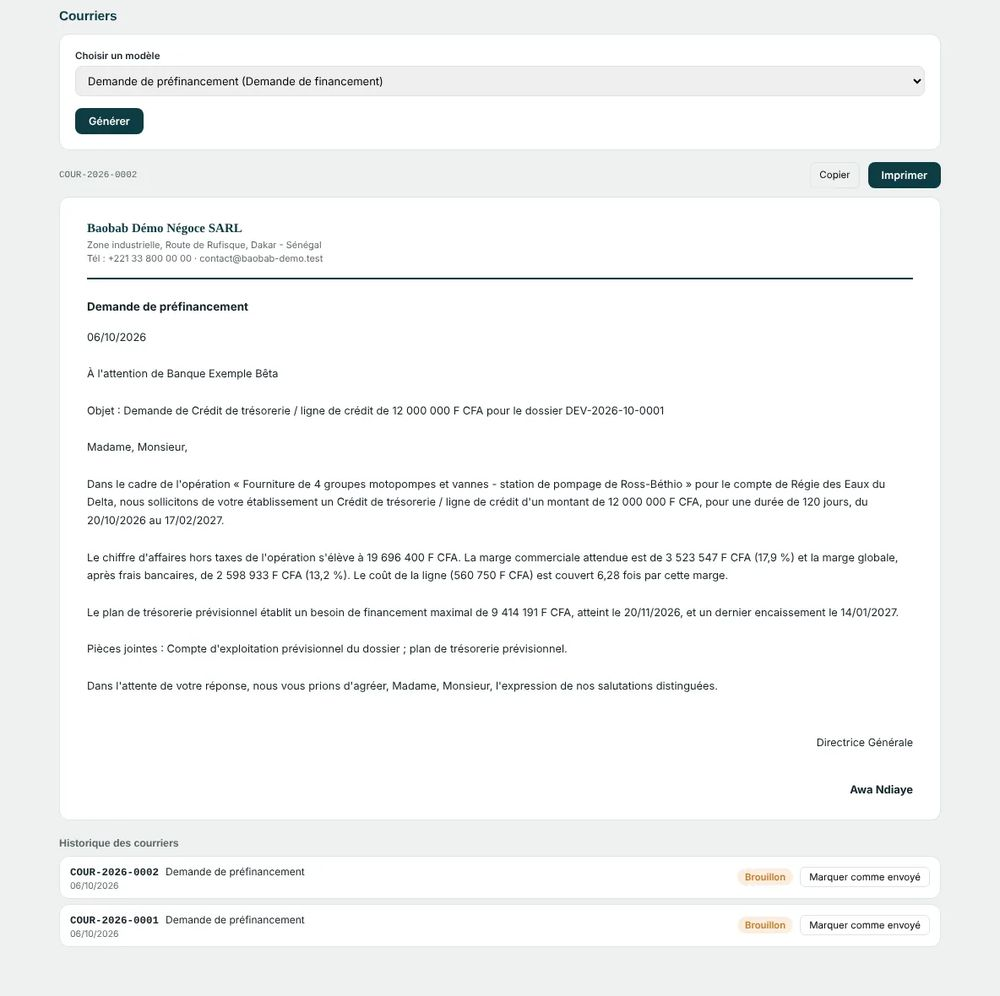 Courriers
Choisir un modèle
Demande de préfinancement (Demande de financement)
Générer
COUR-2026-0002
Copier
Imprimer
Baobab Démo Négoce SARL
Zone industrielle, Route de Rufisque, Dakar - Sénégal
Tél : +221 33 800 00 00 · contact@baobab-demo.test
Demande de préfinancement
06/10/2026
À l'attention de Banque Exemple Bêta
Objet : Demande de Crédit de trésorerie / ligne de crédit de 12 000 000 F CFA pour le dossier DEV-2026-10-0001
Madame, Monsieur,
Dans le cadre de l'opération « Fourniture de 4 groupes motopompes et vannes - station de pompage de Ross-Béthio » pour le compte de Régie des Eaux du
Delta, nous sollicitons de votre établissement un Crédit de trésorerie / ligne de crédit d'un montant de 12 000 000 F CFA, pour une durée de 120 jours, du
20/10/2026 au 17/02/2027.
Le chiffre d'affaires hors taxes de l'opération s'élève à 19 696 400 F CFA. La marge commerciale attendue est de 3 523 547 F CFA (17,9 %) et la marge globale,
après frais bancaires, de 2 598 933 F CFA (13,2 %). Le coût de la ligne (560 750 F CFA) est couvert 6,28 fois par cette marge.
Le plan de trésorerie prévisionnel établit un besoin de financement maximal de 9 414 191 F CFA, atteint le 20/11/2026, et un dernier encaissement le 14/01/2027.
Pièces jointes : Compte d'exploitation prévisionnel du dossier ; plan de trésorerie prévisionnel.
Dans l'attente de votre réponse, nous vous prions d'agréer, Madame, Monsieur, l'expression de nos salutations distinguées.
Directrice Générale
Awa Ndiaye
Historique des courriers
COUR-2026-0002 Demande de préfinancement
06/10/2026
Brouillon
Marquer comme envoyé
COUR-2026-0001 Demande de préfinancement
06/10/2026
Brouillon
Marquer comme envoyé